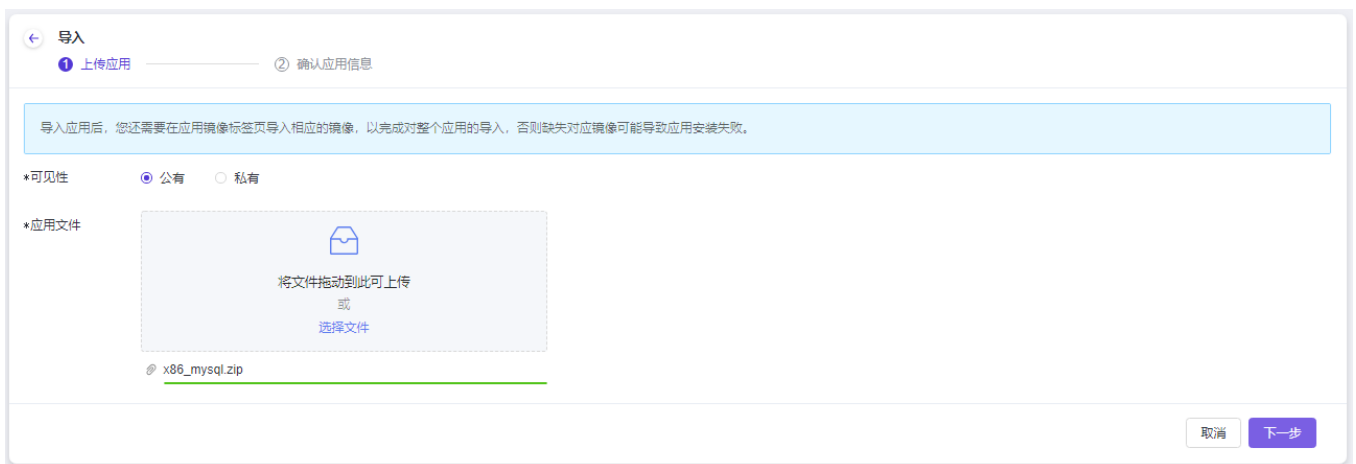 导入
1 上传应用 2 确认应用信息
导入应用后，您还需要在应用镜像标签页导入相应的镜像，以完成对整个应用的导入，否则缺失对应镜像可能导致应用安装失败。
*可见性 公有 私有
*应用文件
将文件拖动到此可上传
或
选择文件
x86_mysql.zip
取消 下一步